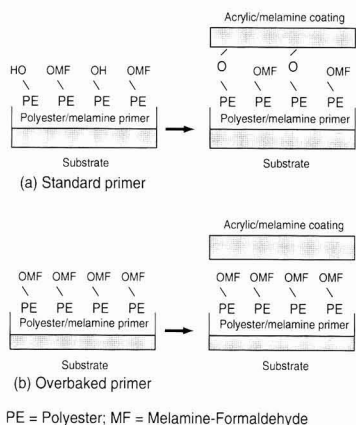 Acrylic/melamine coating
O O
HO OMF OH OMF
OMF OMF
PE PE PE PE
PE PE PE PE
Polyester/melamine primer
Polyester/melamine primer
Substrate
Substrate
(a) Standard primer
Acrylic/melamine coating
OMF OMF OMF OMF
OMF OMF OMF OMF
PE PE PE PE
PE PE PE PE
Polyester/melamine primer
Polyester/melamine primer
Substrate
Substrate
(b) Overbaked primer
PE = Polyester; MF = Melamine-Formaldehyde